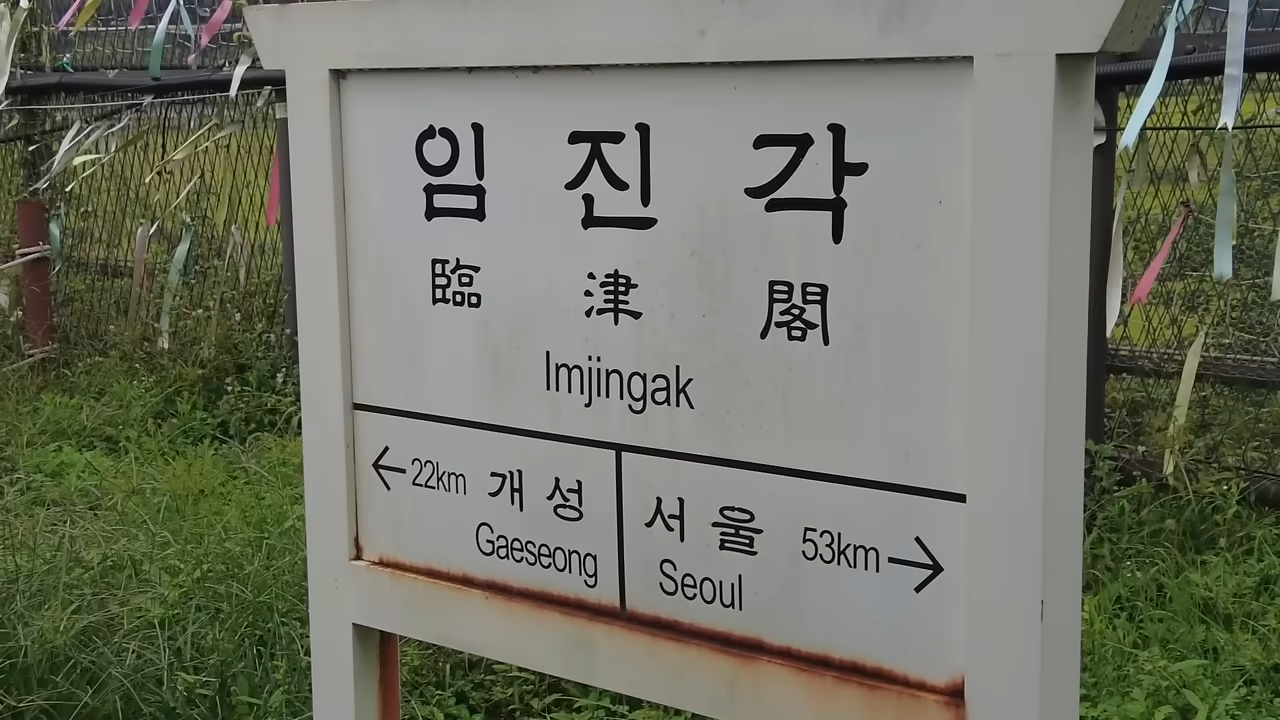 임 진 각
臨 津 閣
Imjingak
← 22km 개 성
Gaeseong
서 울 53km →
Seoul